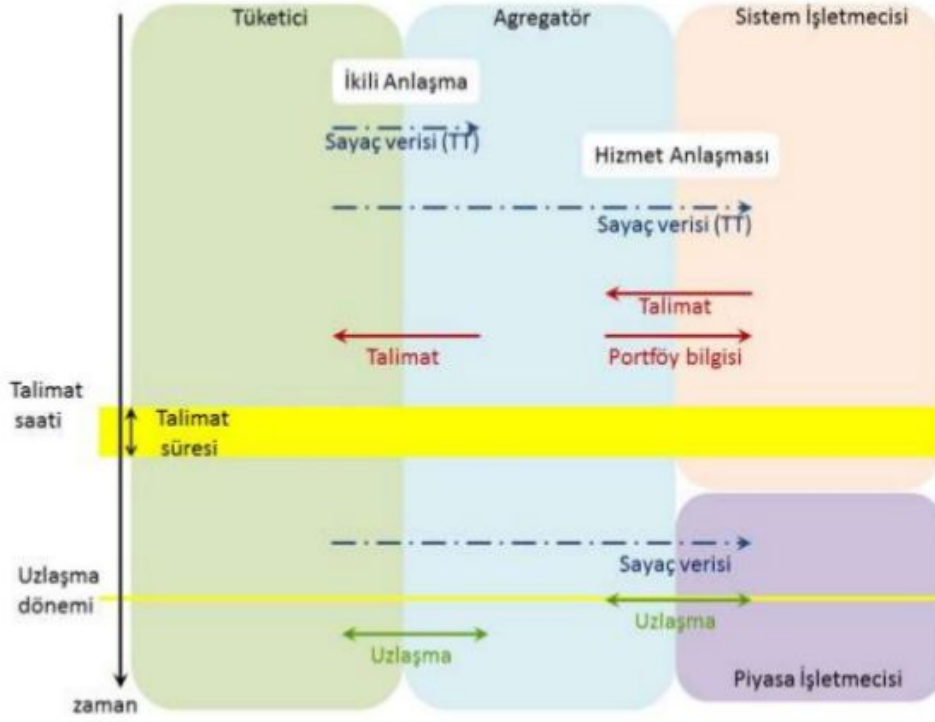 Tüketici
Agregatör
Sistem İşletmecisi
İkili Anlaşma
Sayaç verisi (TT)
Hizmet Anlaşması
Sayaç verisi (TT)
Talimat
Talimat
Portföy bilgisi
Talimat
saati
Talimat
süresi
Sayaç verisi
Uzlaşma
dönemi
Uzlaşma
Uzlaşma
Piyasa İşletmecisi
zaman